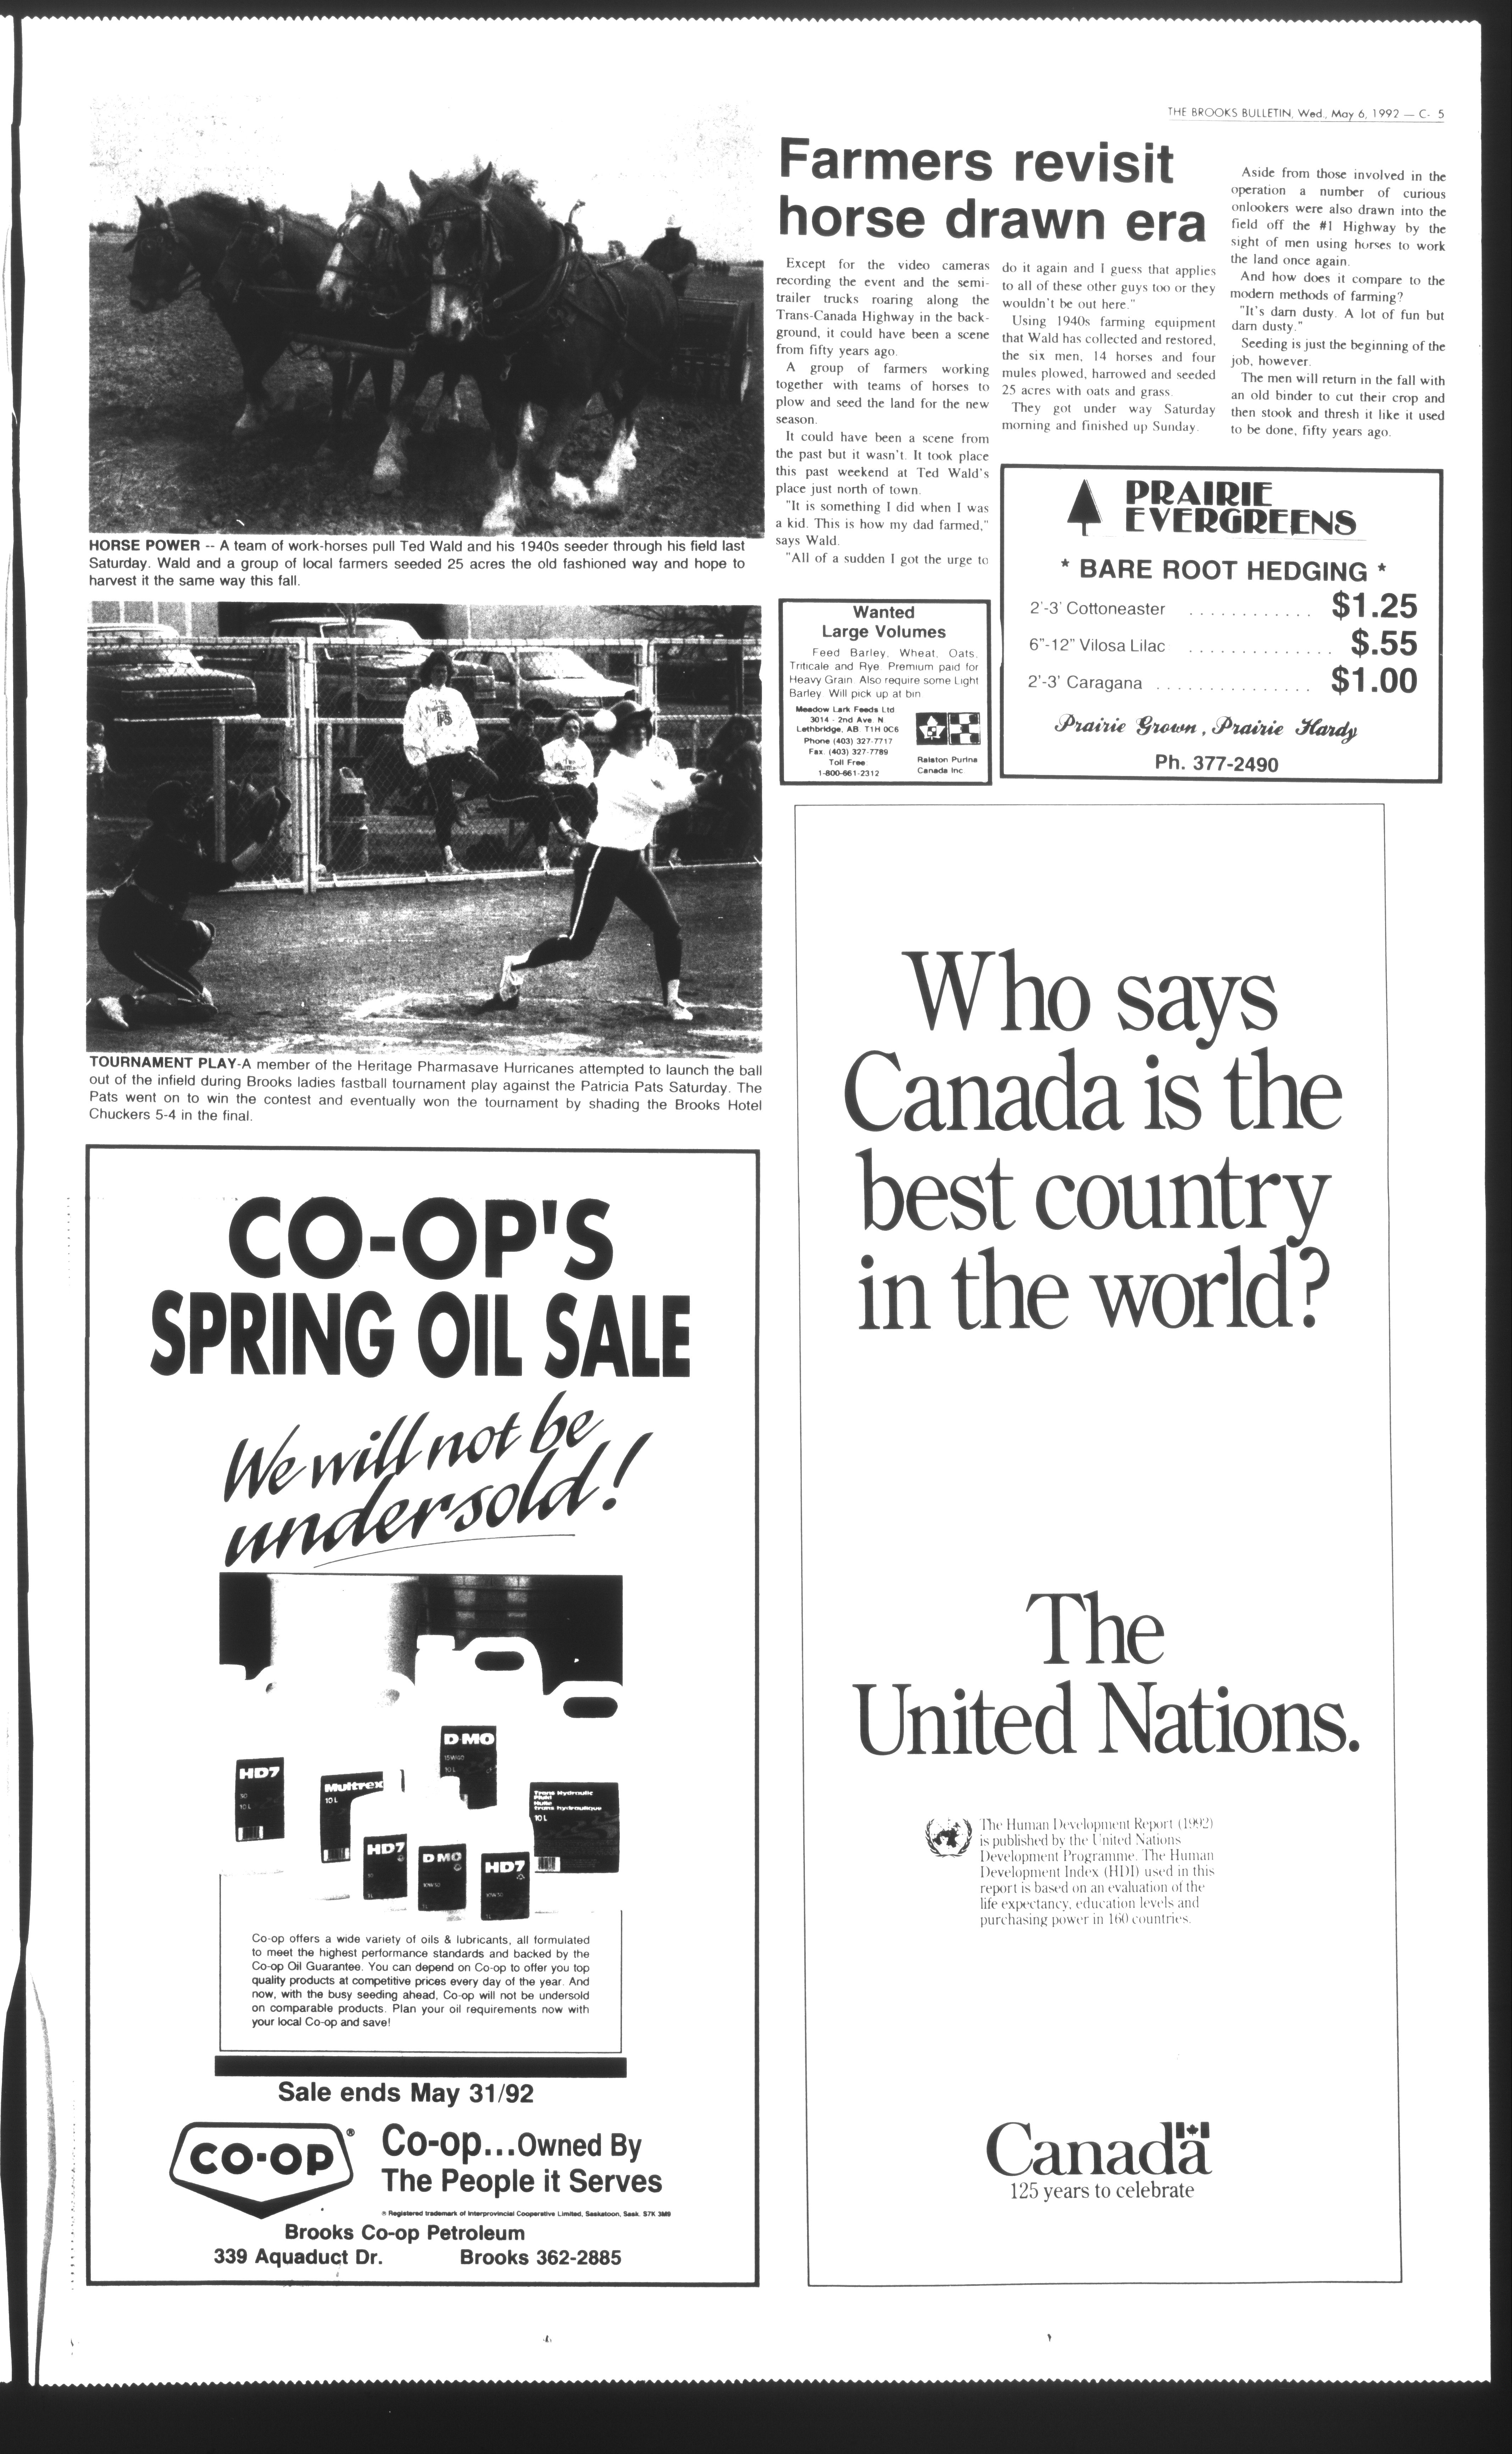 THE BROOKS BULLETIN, Wed., May 6, 1992 — C- 5
HORSE POWER -- A team of work-horses pull Ted Wald and his 1940s seeder through his field last
Saturday. Wald and a group of local farmers seeded 25 acres the old fashioned way and hope to
harvest it the same way this fall.
Farmers revisit
horse drawn era
Except for the video cameras
recording the event and the semi-
trailer trucks roaring along the
Trans-Canada Highway in the back-
ground, it could have been a scene
from fifty years ago.
A group of farmers working
together with teams of horses to
plow and seed the land for the new
season.
It could have been a scene from
the past but it wasn't. It took place
this past weekend at Ted Wald's
place just north of town.
"It is something I did when I was
a kid. This is how my dad farmed,"
says Wald.
"All of a sudden I got the urge to
do it again and I guess that applies
to all of these other guys too or they
wouldn't be out here."
Using 1940s farming equipment
that Wald has collected and restored,
the six men, 14 horses and four
mules plowed, harrowed and seeded
25 acres with oats and grass.
They got under way Saturday
morning and finished up Sunday.
Aside from those involved in the
operation a number of curious
onlookers were also drawn into the
field off the #1 Highway by the
sight of men using horses to work
the land once again.
And how does it compare to the
modern methods of farming?
"It's darn dusty. A lot of fun but
darn dusty."
Seeding is just the beginning of the
job, however.
The men will return in the fall with
an old binder to cut their crop and
then stook and thresh it like it used
to be done, fifty years ago.
Wanted
Large Volumes
Feed Barley, Wheat, Oats,
Triticale and Rye. Premium paid for
Heavy Grain. Also require some Light
Barley. Will pick up at bin.
Meadow Lark Feeds Ltd
3014 - 2nd Ave. N
Lethbridge, AB T1H 0C6
Phone (403) 327-7717
Fax. (403) 327-7789
Toll Free
1-800-661-2312
Ralston Purina
Canada Inc.
PRAIRIE
EVERGREENS
* BARE ROOT HEDGING *
2'-3' Cottoneaster ............ $1.25
6"-12" Vilosa Lilac .............. $.55
2'-3' Caragana ............... $1.00
Prairie Grown, Prairie Hardy
Ph. 377-2490
TOURNAMENT PLAY-A member of the Heritage Pharmasave Hurricanes attempted to launch the ball
out of the infield during Brooks ladies fastball tournament play against the Patricia Pats Saturday. The
Pats went on to win the contest and eventually won the tournament by shading the Brooks Hotel
Chuckers 5-4 in the final.
CO-OP'S
SPRING OIL SALE
We will not be
undersold!
DMO
15W40
10 L
HD7
30
10 L
Multrex
10 L
Trans Hydraulic
Fluid
Huile
trans hydraulique
10 L
HD7
DMO
HD7
Co-op offers a wide variety of oils & lubricants, all formulated
to meet the highest performance standards and backed by the
Co-op Oil Guarantee. You can depend on Co-op to offer you top
quality products at competitive prices every day of the year. And
now, with the busy seeding ahead, Co-op will not be undersold
on comparable products. Plan your oil requirements now with
your local Co-op and save!
Sale ends May 31/92
CO-OP®
Co-op...Owned By
The People it Serves
® Registered trademark of Interprovincial Cooperative Limited, Saskatoon, Sask. S7K 3M9
Brooks Co-op Petroleum
339 Aquaduct Dr. Brooks 362-2885
Who says
Canada is the
best country
in the world?
The
United Nations.
The Human Development Report (1992)
is published by the United Nations
Development Programme. The Human
Development Index (HDI) used in this
report is based on an evaluation of the
life expectancy, education levels and
purchasing power in 160 countries.
Canada
125 years to celebrate